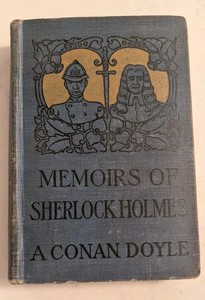 MEMOIRS OF
SHERLOCK HOLMES
A CONAN DOYLE